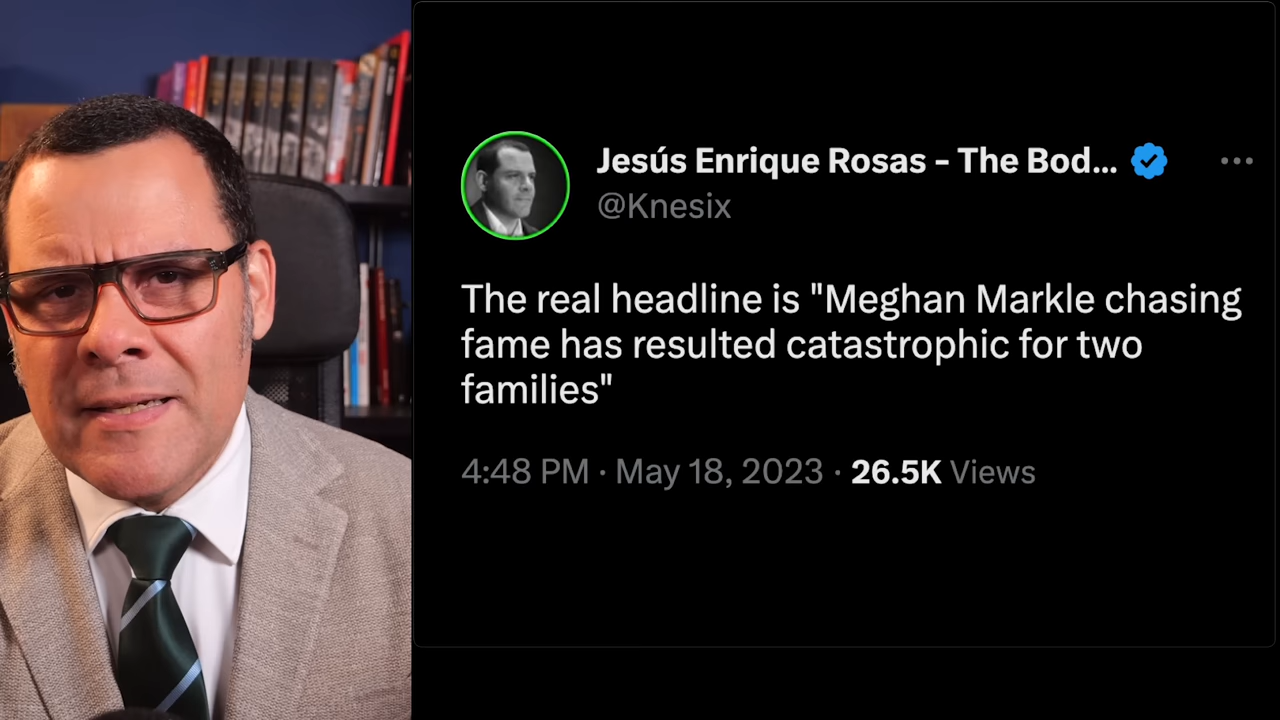 Jesús Enrique Rosas - The Bod...
@Knesix
The real headline is "Meghan Markle chasing
fame has resulted catastrophic for two
families"
4:48 PM · May 18, 2023 · 26.5K Views